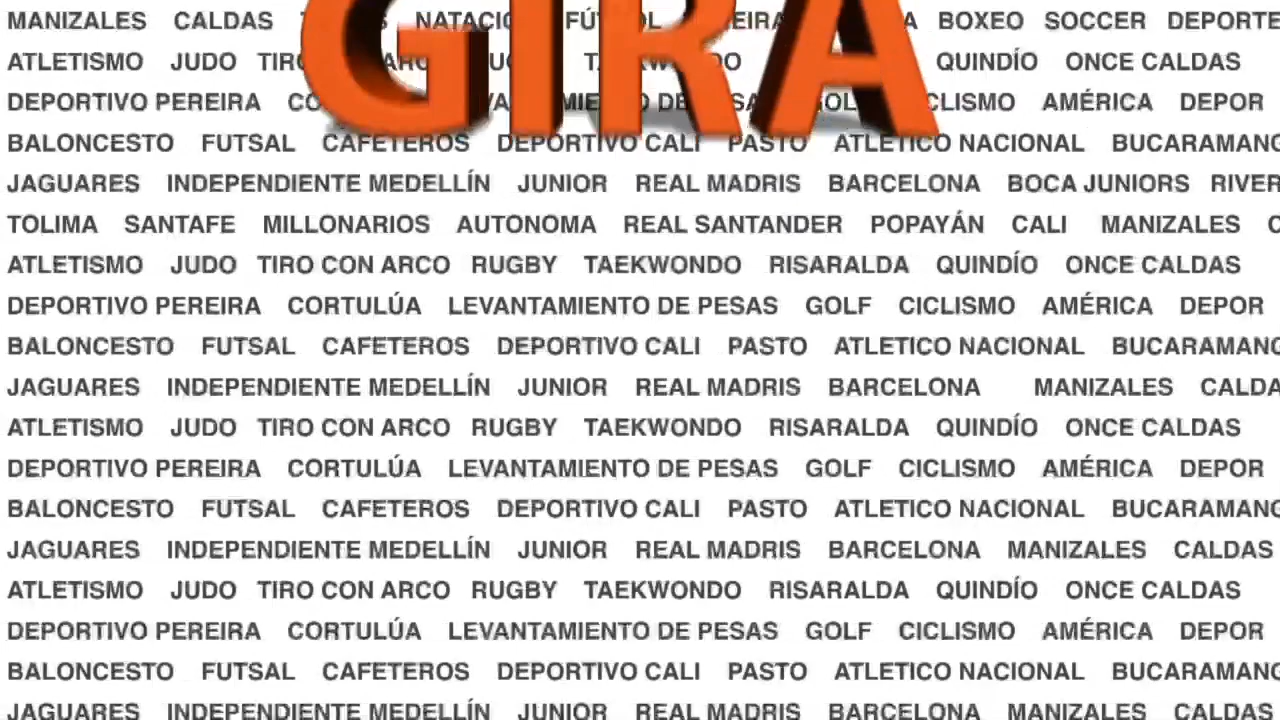 GIRA
MANIZALES CALDAS BOXEO SOCCER DEPORTE
ATLETISMO JUDO QUINDÍO ONCE CALDAS
DEPORTIVO PEREIRA AMÉRICA DEPOR
BALONCESTO FUTSAL CAFETEROS DEPORTIVO CALI PASTO ATLETICO NACIONAL BUCARAMANG
JAGUARES INDEPENDIENTE MEDELLÍN JUNIOR REAL MADRIS BARCELONA BOCA JUNIORS RIVER
TOLIMA SANTAFE MILLONARIOS AUTONOMA REAL SANTANDER POPAYÁN CALI MANIZALES C
ATLETISMO JUDO TIRO CON ARCO RUGBY TAEKWONDO RISARALDA QUINDÍO ONCE CALDAS
DEPORTIVO PEREIRA CORTULÚA LEVANTAMIENTO DE PESAS GOLF CICLISMO AMÉRICA DEPOR
BALONCESTO FUTSAL CAFETEROS DEPORTIVO CALI PASTO ATLETICO NACIONAL BUCARAMANG
JAGUARES INDEPENDIENTE MEDELLÍN JUNIOR REAL MADRIS BARCELONA MANIZALES CALDA
ATLETISMO JUDO TIRO CON ARCO RUGBY TAEKWONDO RISARALDA QUINDÍO ONCE CALDAS
DEPORTIVO PEREIRA CORTULÚA LEVANTAMIENTO DE PESAS GOLF CICLISMO AMÉRICA DEPOR
BALONCESTO FUTSAL CAFETEROS DEPORTIVO CALI PASTO ATLETICO NACIONAL BUCARAMANG
JAGUARES INDEPENDIENTE MEDELLÍN JUNIOR REAL MADRIS BARCELONA MANIZALES CALDAS
ATLETISMO JUDO TIRO CON ARCO RUGBY TAEKWONDO RISARALDA QUINDÍO ONCE CALDAS
DEPORTIVO PEREIRA CORTULÚA LEVANTAMIENTO DE PESAS GOLF CICLISMO AMÉRICA DEPOR
BALONCESTO FUTSAL CAFETEROS DEPORTIVO CALI PASTO ATLETICO NACIONAL BUCARAMANG
JAGUARES INDEPENDIENTE MEDELLÍN JUNIOR REAL MADRIS BARCELONA MANIZALES CALDAS